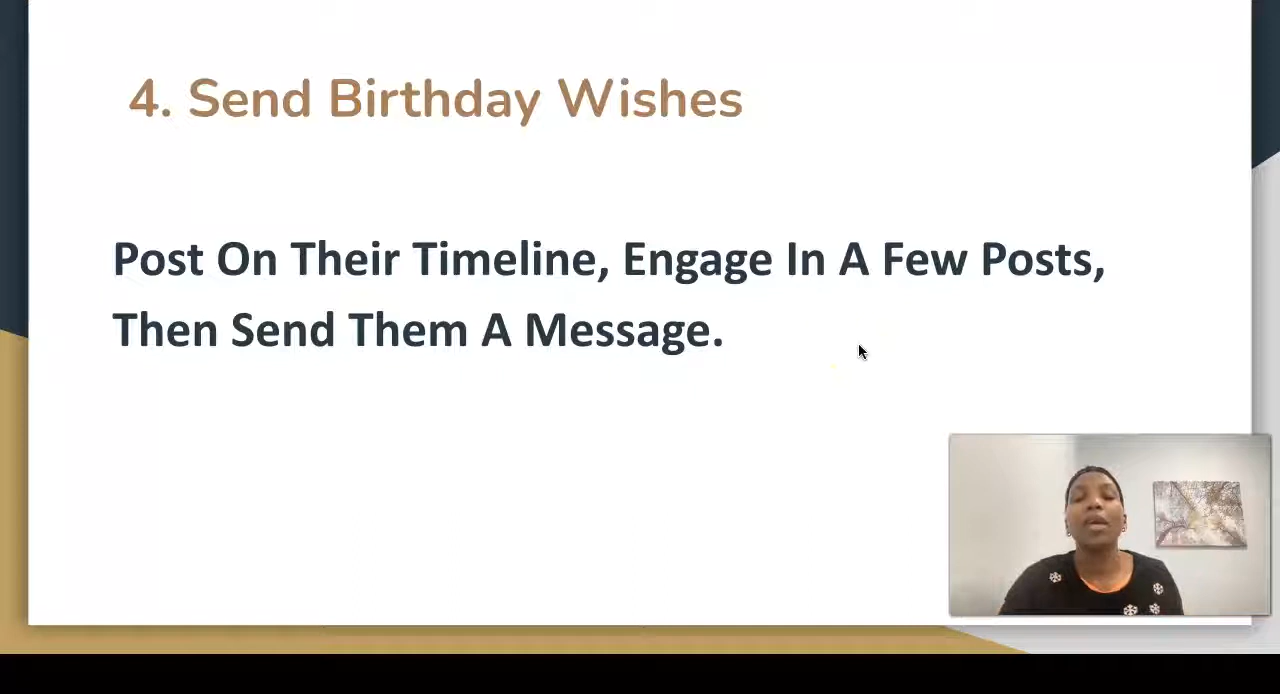 4. Send Birthday Wishes
Post On Their Timeline, Engage In A Few Posts,
Then Send Them A Message.